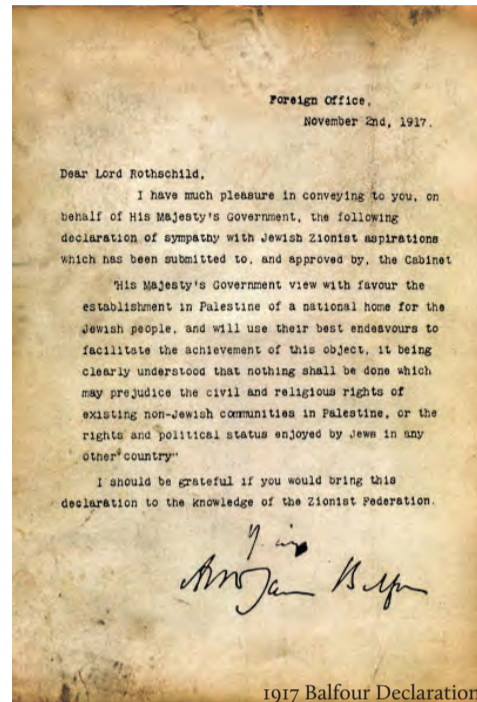 Foreign Office,
November 2nd, 1917.
Dear Lord Rothschild,
I have much pleasure in conveying to you, on
behalf of His Majesty's Government, the following
declaration of sympathy with Jewish Zionist aspirations
which has been submitted to, and approved by, the Cabinet
"His Majesty's Government view with favour the
establishment in Palestine of a national home for the
Jewish people, and will use their best endeavours to
facilitate the achievement of this object, it being
clearly understood that nothing shall be done which
may prejudice the civil and religious rights of
existing non-Jewish communities in Palestine, or the
rights and political status enjoyed by Jews in any
other country"
I should be grateful if you would bring this
declaration to the knowledge of the Zionist Federation.
Balfour
1917 Balfour Declaration